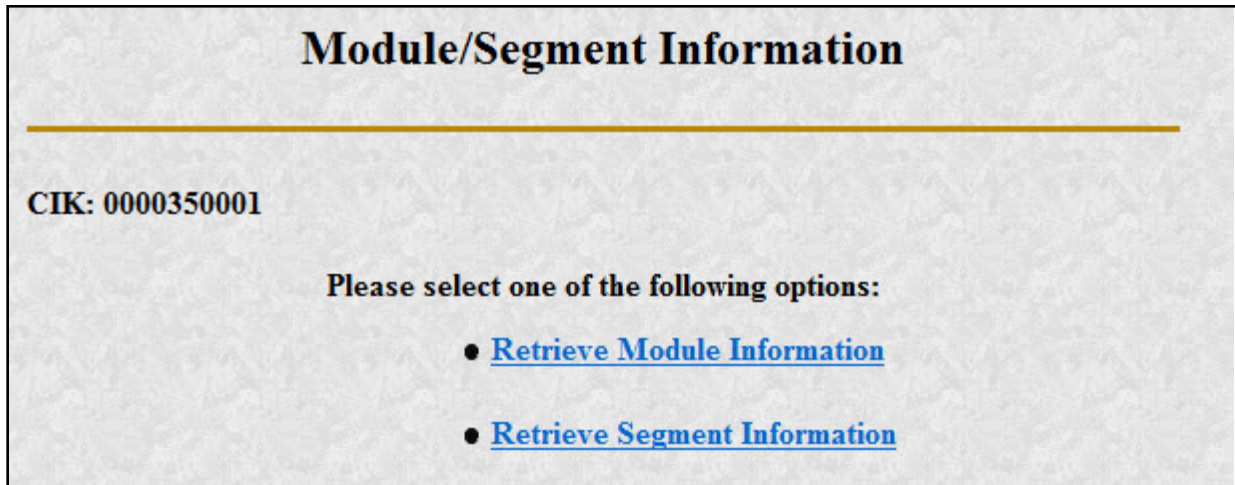 Module/Segment Information
CIK: 0000350001
Please select one of the following options:
Retrieve Module Information
Retrieve Segment Information